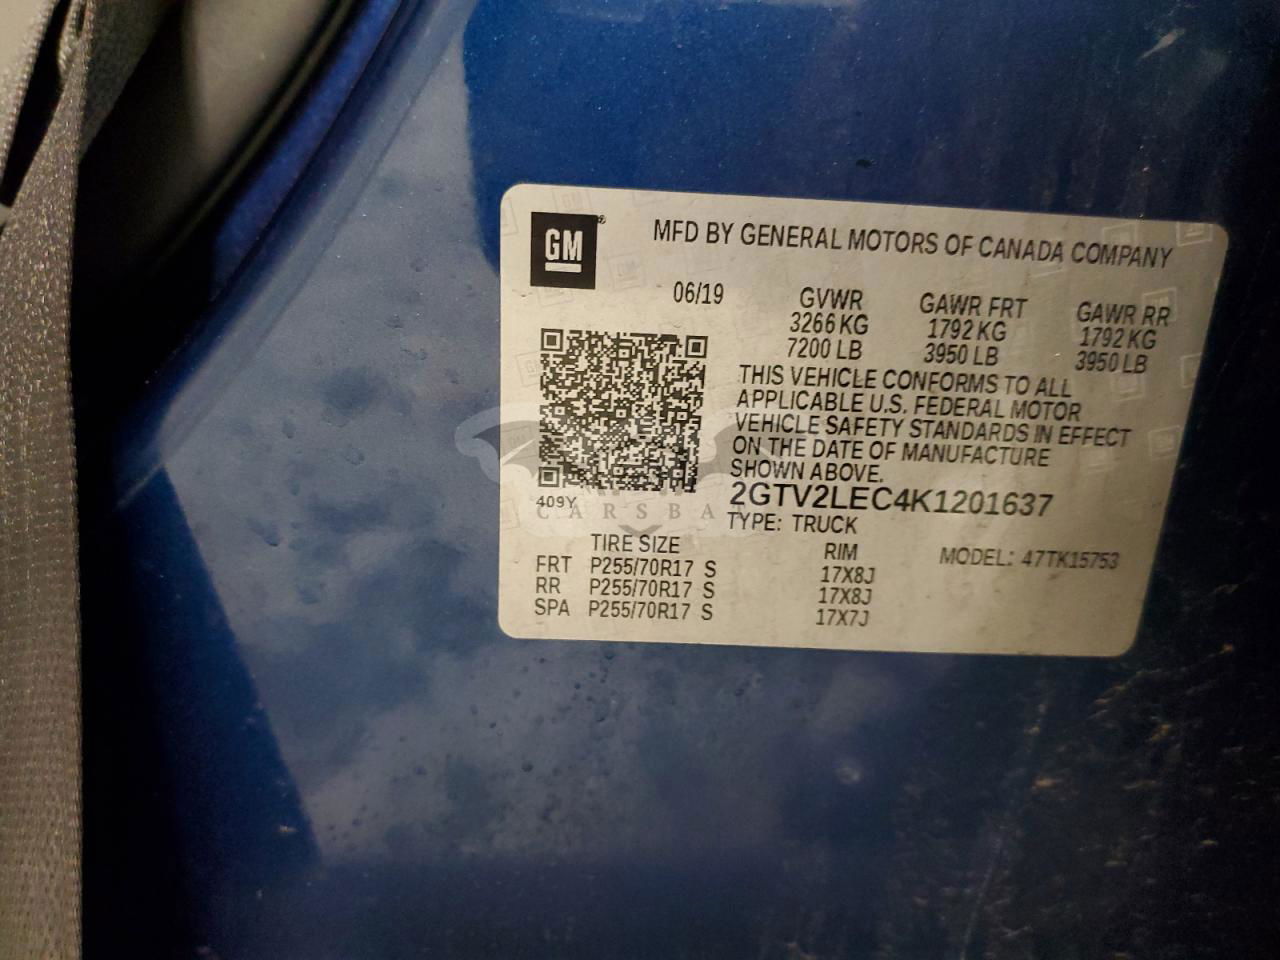 GM ®
MFD BY GENERAL MOTORS OF CANADA COMPANY
06/19 GVWR GAWR FRT GAWR RR
3266 KG 1792 KG 1792 KG
7200 LB 3950 LB 3950 LB
THIS VEHICLE CONFORMS TO ALL
APPLICABLE U.S. FEDERAL MOTOR
VEHICLE SAFETY STANDARDS IN EFFECT
ON THE DATE OF MANUFACTURE
SHOWN ABOVE.
409Y
2GTV2LEC4K1201637
TYPE: TRUCK
TIRE SIZE RIM MODEL: 47TK15753
FRT P255/70R17 S 17X8J
RR P255/70R17 S 17X8J
SPA P255/70R17 S 17X7J